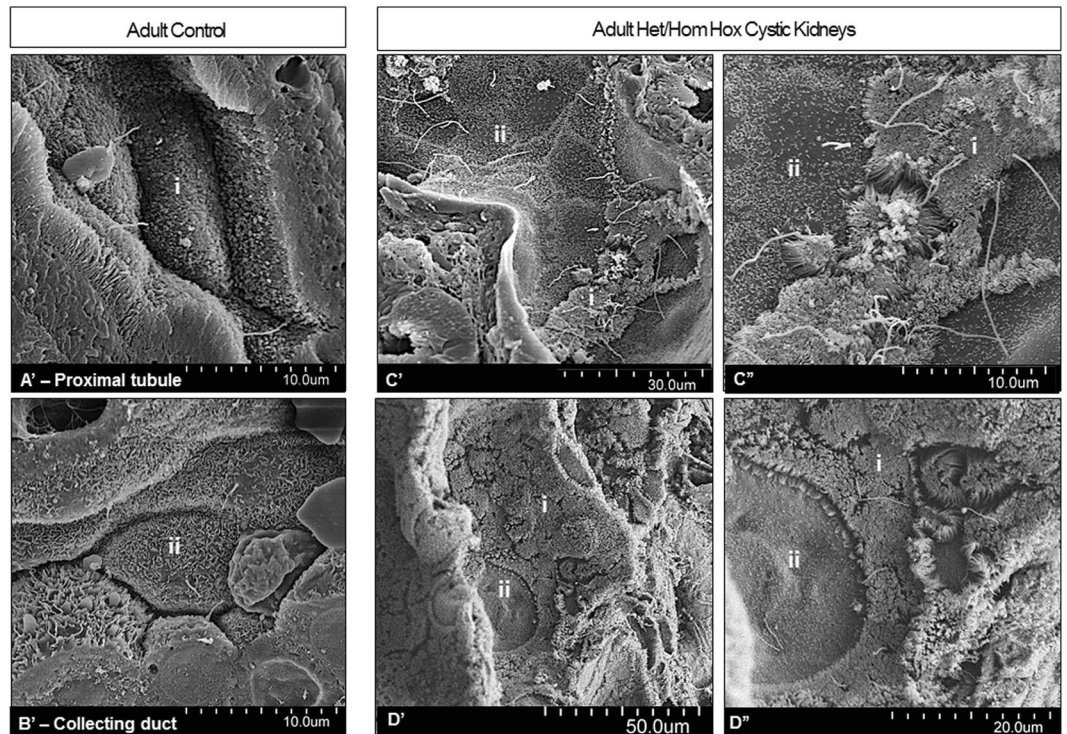 Adult Control
Adult Het/Hom Hox Cystic Kidneys
i
A’ – Proximal tubule
10.0um
ii
i
C’
30.0um
ii
i
C”
10.0um
ii
B’ – Collecting duct
10.0um
i
ii
D’
50.0um
i
ii
D”
20.0um